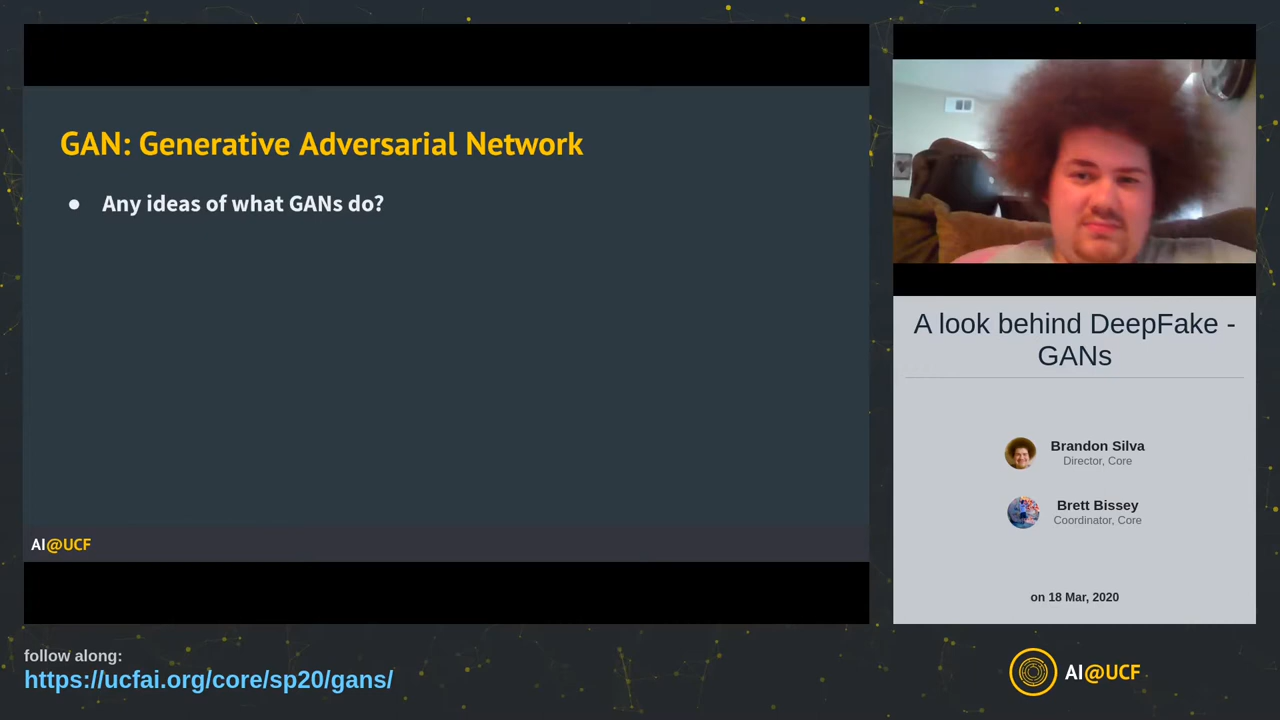 GAN: Generative Adversarial Network
● Any ideas of what GANs do?
AI@UCF
A look behind DeepFake -
GANs
Brandon Silva
Director, Core
Brett Bissey
Coordinator, Core
on 18 Mar, 2020
follow along:
https://ucfai.org/core/sp20/gans/
AI@UCF